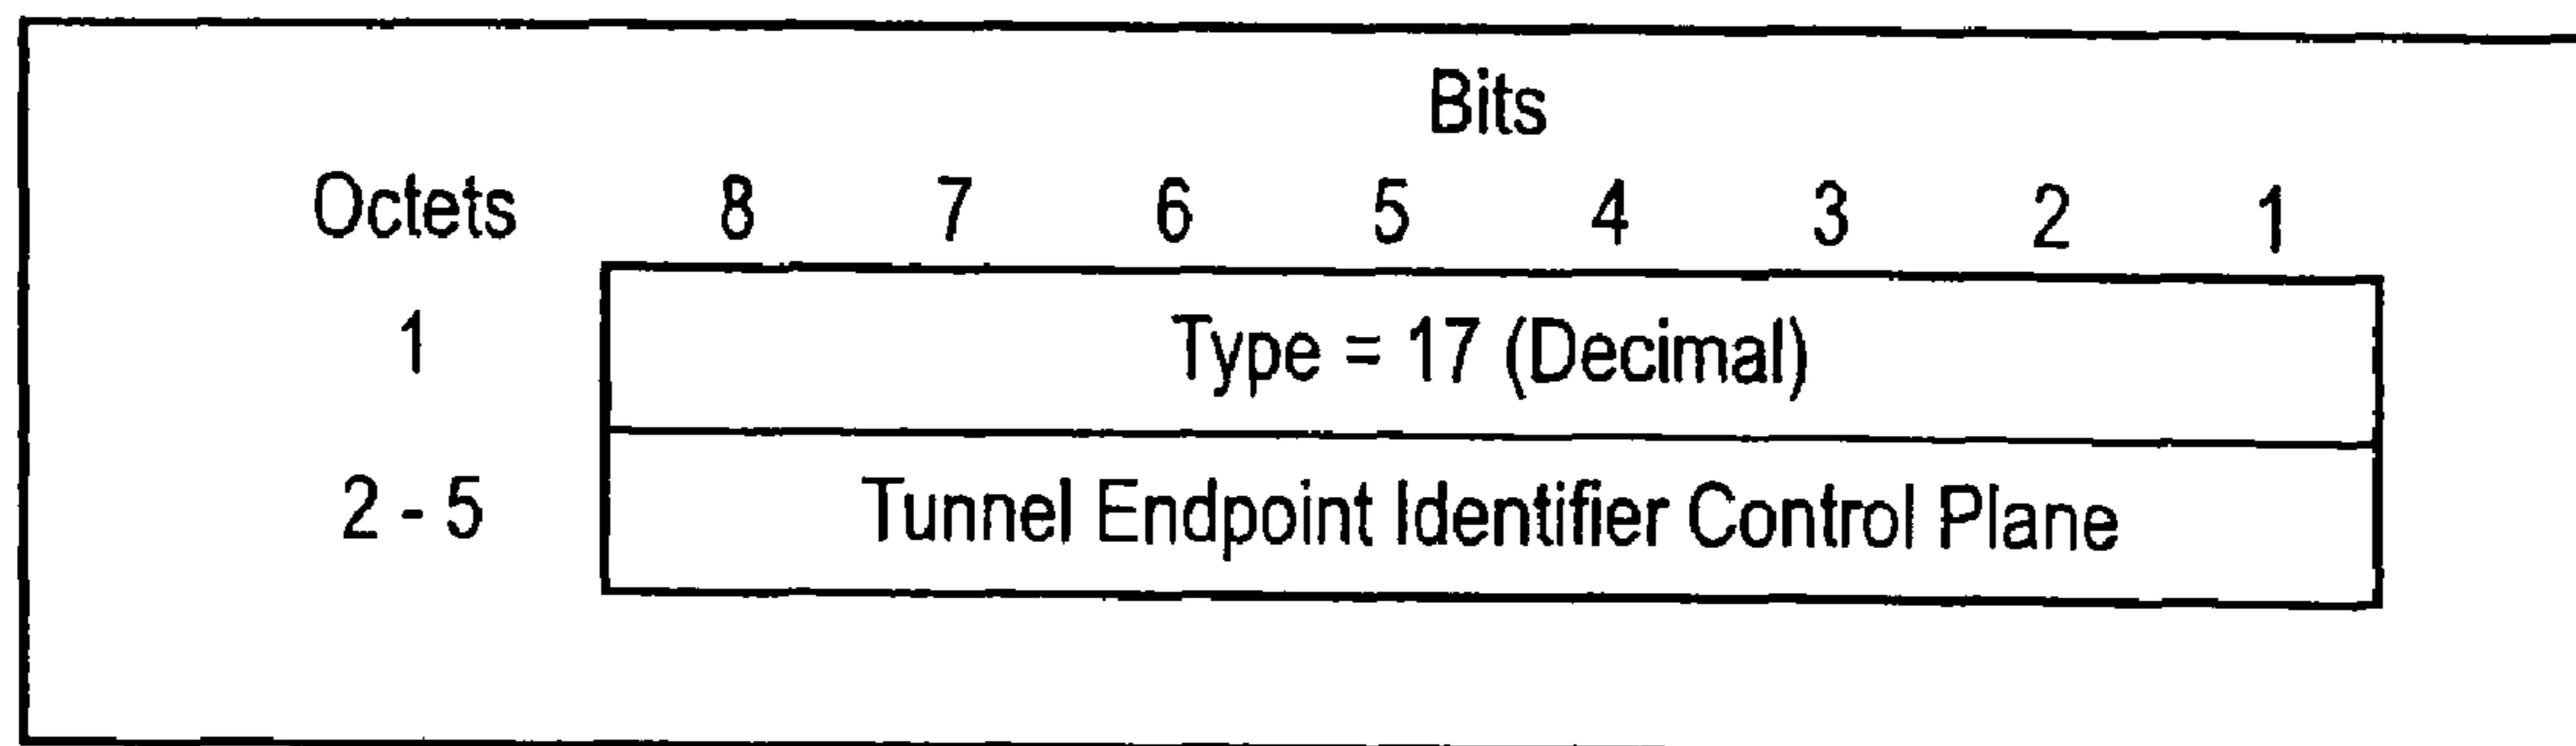 Bits
Octets 8 7 6 5 4 3 2 1
1 Type = 17 (Decimal)
2 - 5 Tunnel Endpoint Identifier Control Plane